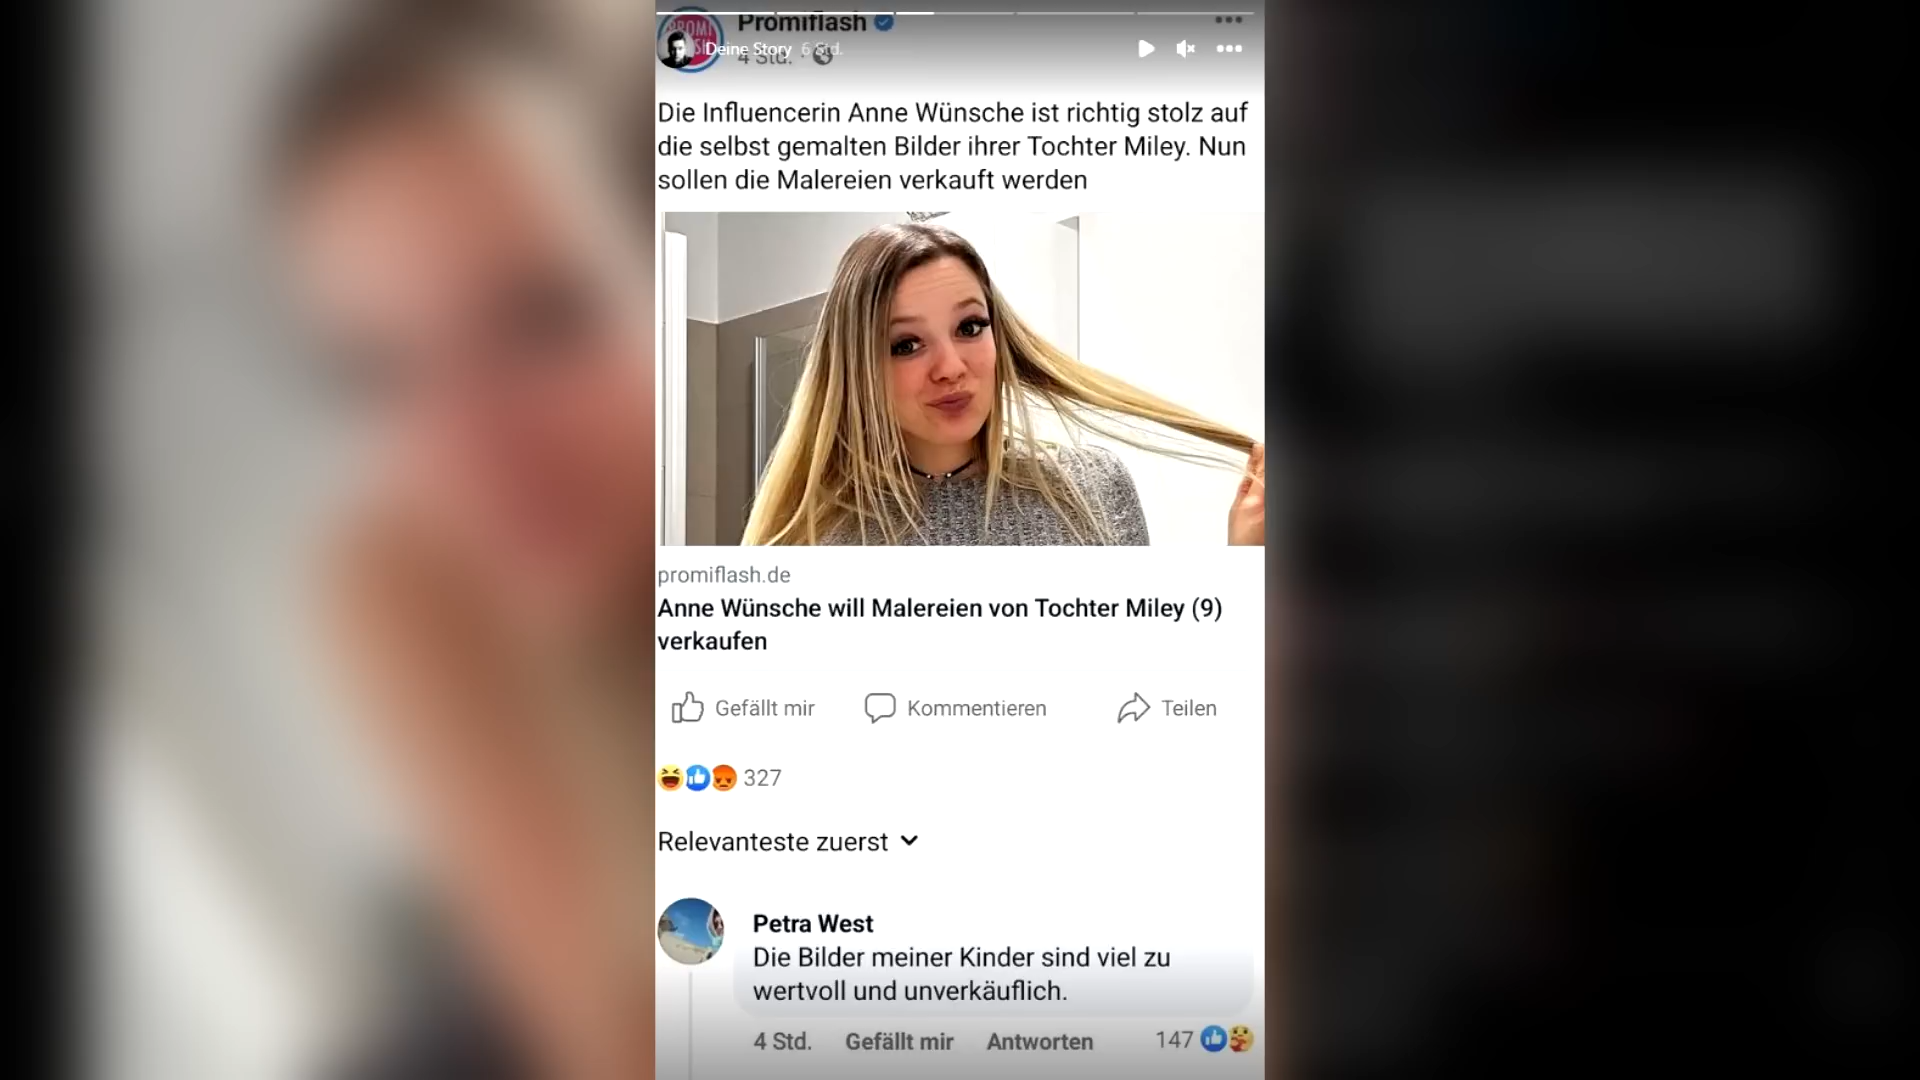 Promiflash
PROMI
Deine Story 6 Std.
4 Std.
Die Influencerin Anne Wünsche ist richtig stolz auf
die selbst gemalten Bilder ihrer Tochter Miley. Nun
sollen die Malereien verkauft werden
promiflash.de
Anne Wünsche will Malereien von Tochter Miley (9)
verkaufen
Gefällt mir Kommentieren Teilen
327
Relevanteste zuerst
Petra West
Die Bilder meiner Kinder sind viel zu
wertvoll und unverkäuflich.
4 Std. Gefällt mir Antworten 147